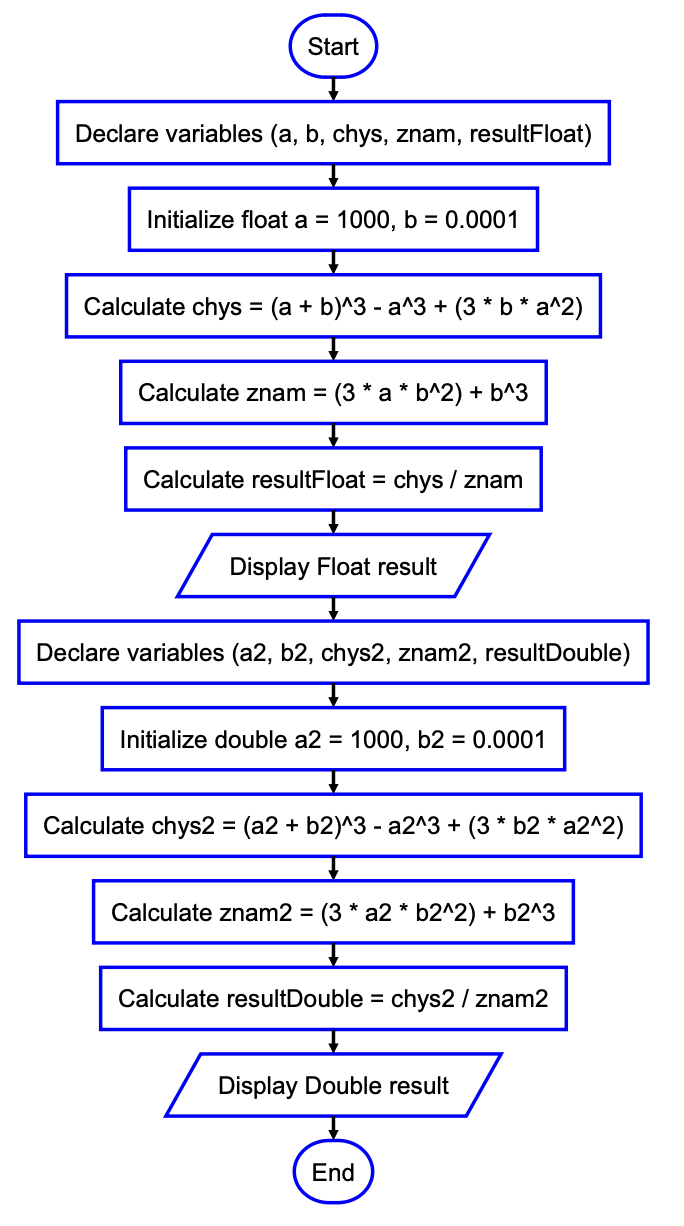 Start
Declare variables (a, b, chys, znam, resultFloat)
Initialize float a = 1000, b = 0.0001
Calculate chys = (a + b)^3 - a^3 + (3 * b * a^2)
Calculate znam = (3 * a * b^2) + b^3
Calculate resultFloat = chys / znam
Display Float result
Declare variables (a2, b2, chys2, znam2, resultDouble)
Initialize double a2 = 1000, b2 = 0.0001
Calculate chys2 = (a2 + b2)^3 - a2^3 + (3 * b2 * a2^2)
Calculate znam2 = (3 * a2 * b2^2) + b2^3
Calculate resultDouble = chys2 / znam2
Display Double result
End